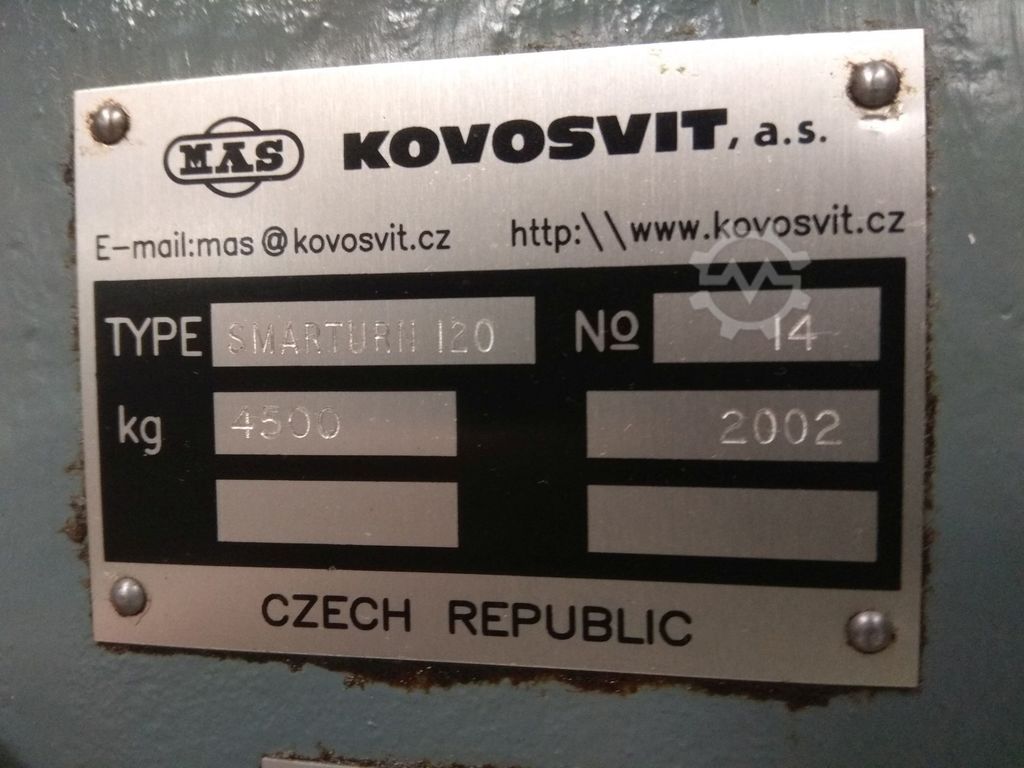 MAS KOVOSVIT, a.s.
E-mail:mas@kovosvit.cz http:\\www.kovosvit.cz
TYPE SMARTURN 120 No 14
kg 4500 2002
CZECH REPUBLIC